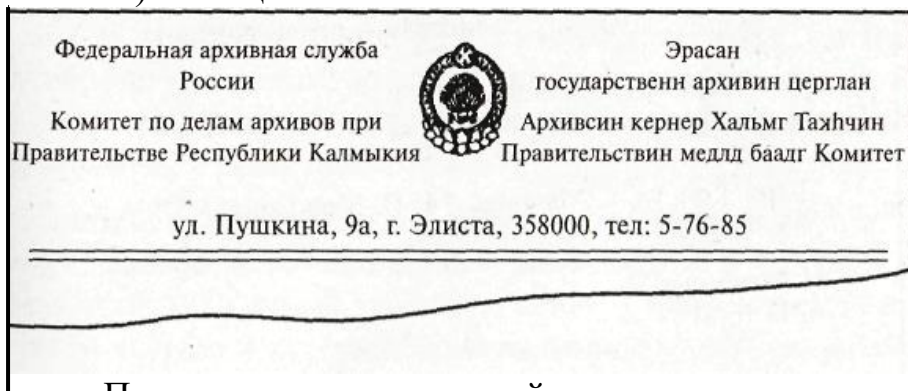 Федеральная архивная служба
России
Комитет по делам архивов при
Правительстве Республики Калмыкия
Эрасан
государственн архивин церглан
Архивсин кернер Хальмг Таӊһчин
Правительствин медлд баадг Комитет
ул. Пушкина, 9а, г. Элиста, 358000, тел: 5-76-85